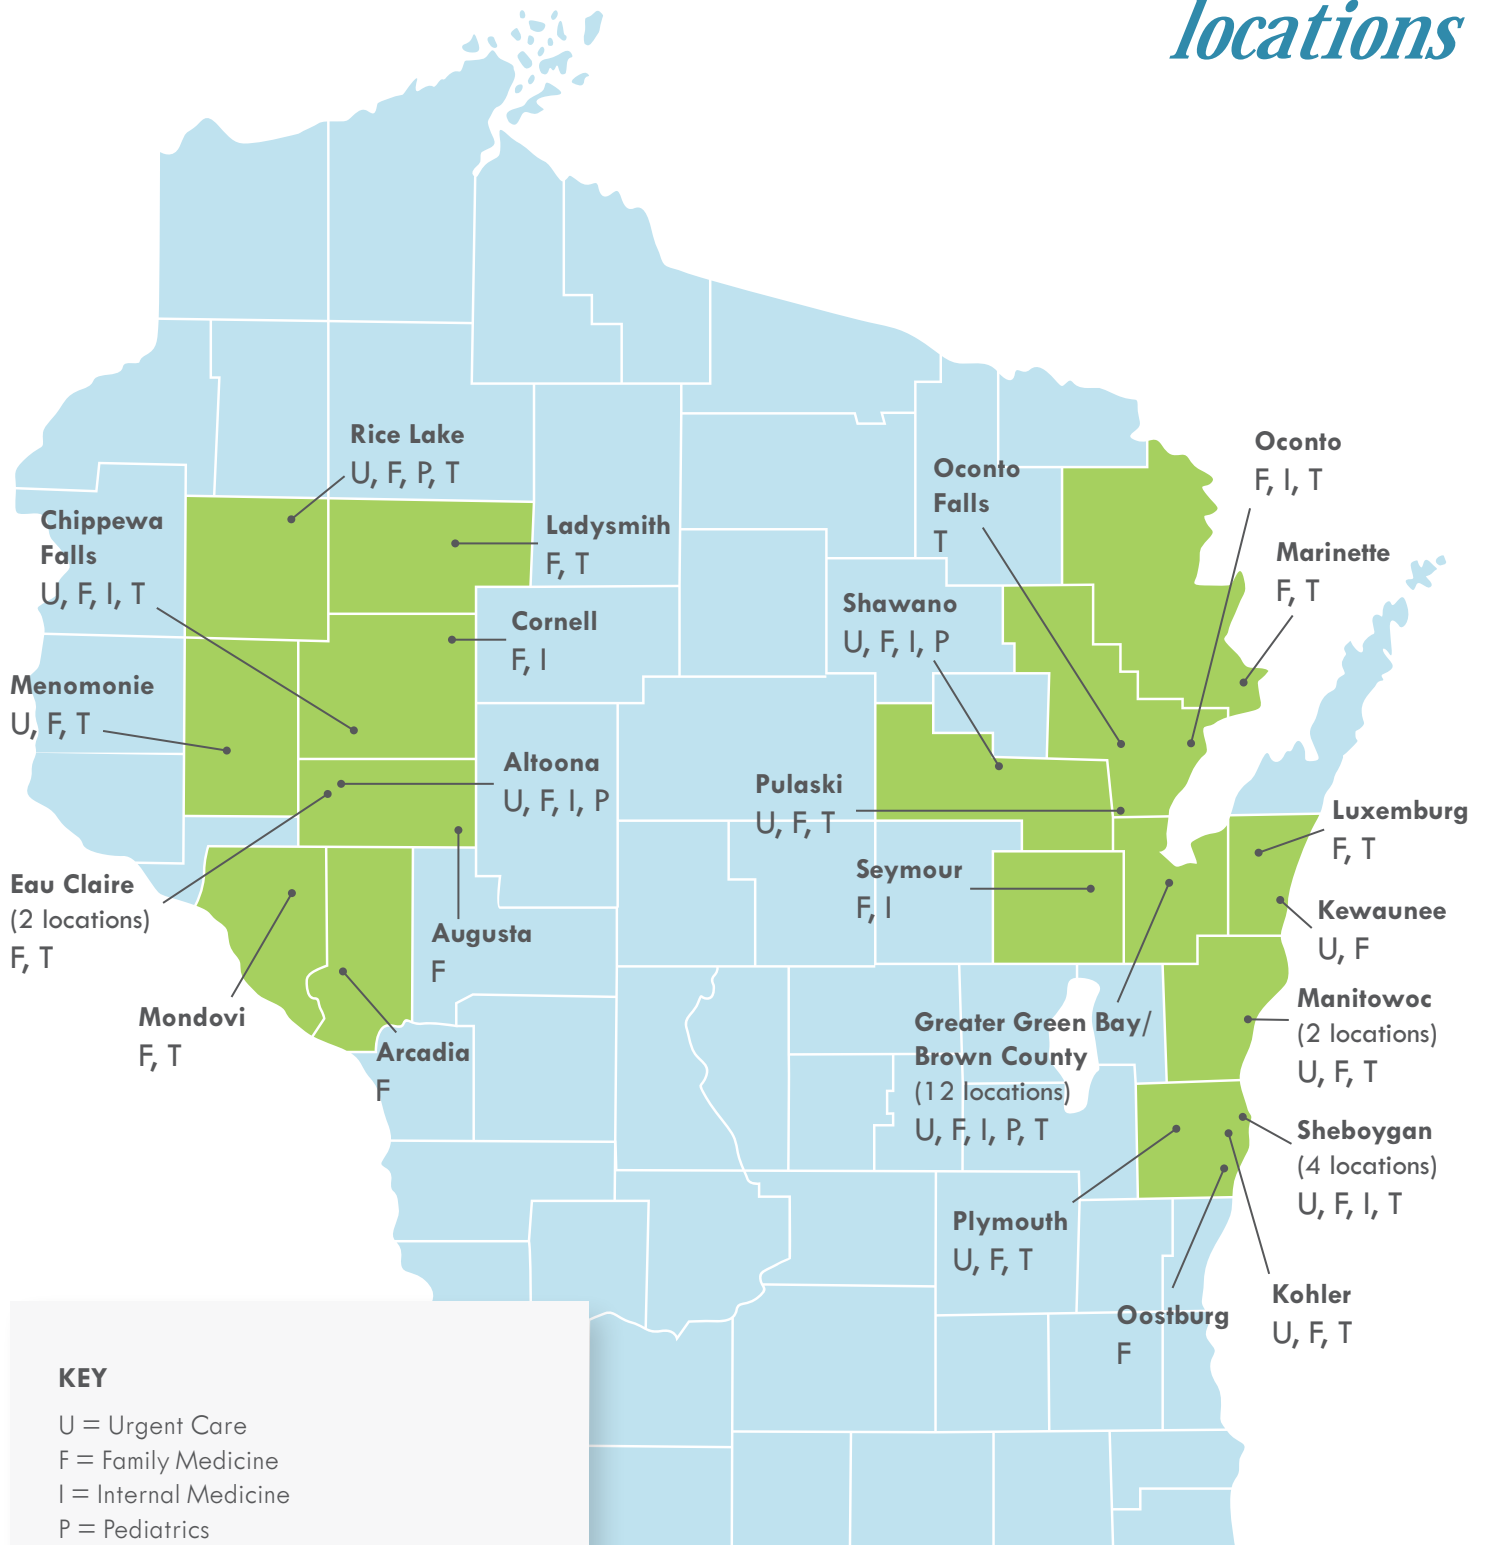 locations
Rice Lake
U, F, P, T
Chippewa
Falls
U, F, I, T
Ladysmith
F, T
Cornell
F, I
Menomonie
U, F, T
Altoona
U, F, I, P
Eau Claire
(2 locations)
F, T
Augusta
F
Mondovi
F, T
Arcadia
F
Oconto
Falls
T
Oconto
F, I, T
Marinette
F, T
Shawano
U, F, I, P
Pulaski
U, F, T
Seymour
F, I
Luxemburg
F, T
Kewaunee
U, F
Greater Green Bay/
Brown County
(12 locations)
U, F, I, P, T
Manitowoc
(2 locations)
U, F, T
Sheboygan
(4 locations)
U, F, I, T
Plymouth
U, F, T
Oostburg
F
Kohler
U, F, T
KEY
U = Urgent Care
F = Family Medicine
I = Internal Medicine
P = Pediatrics